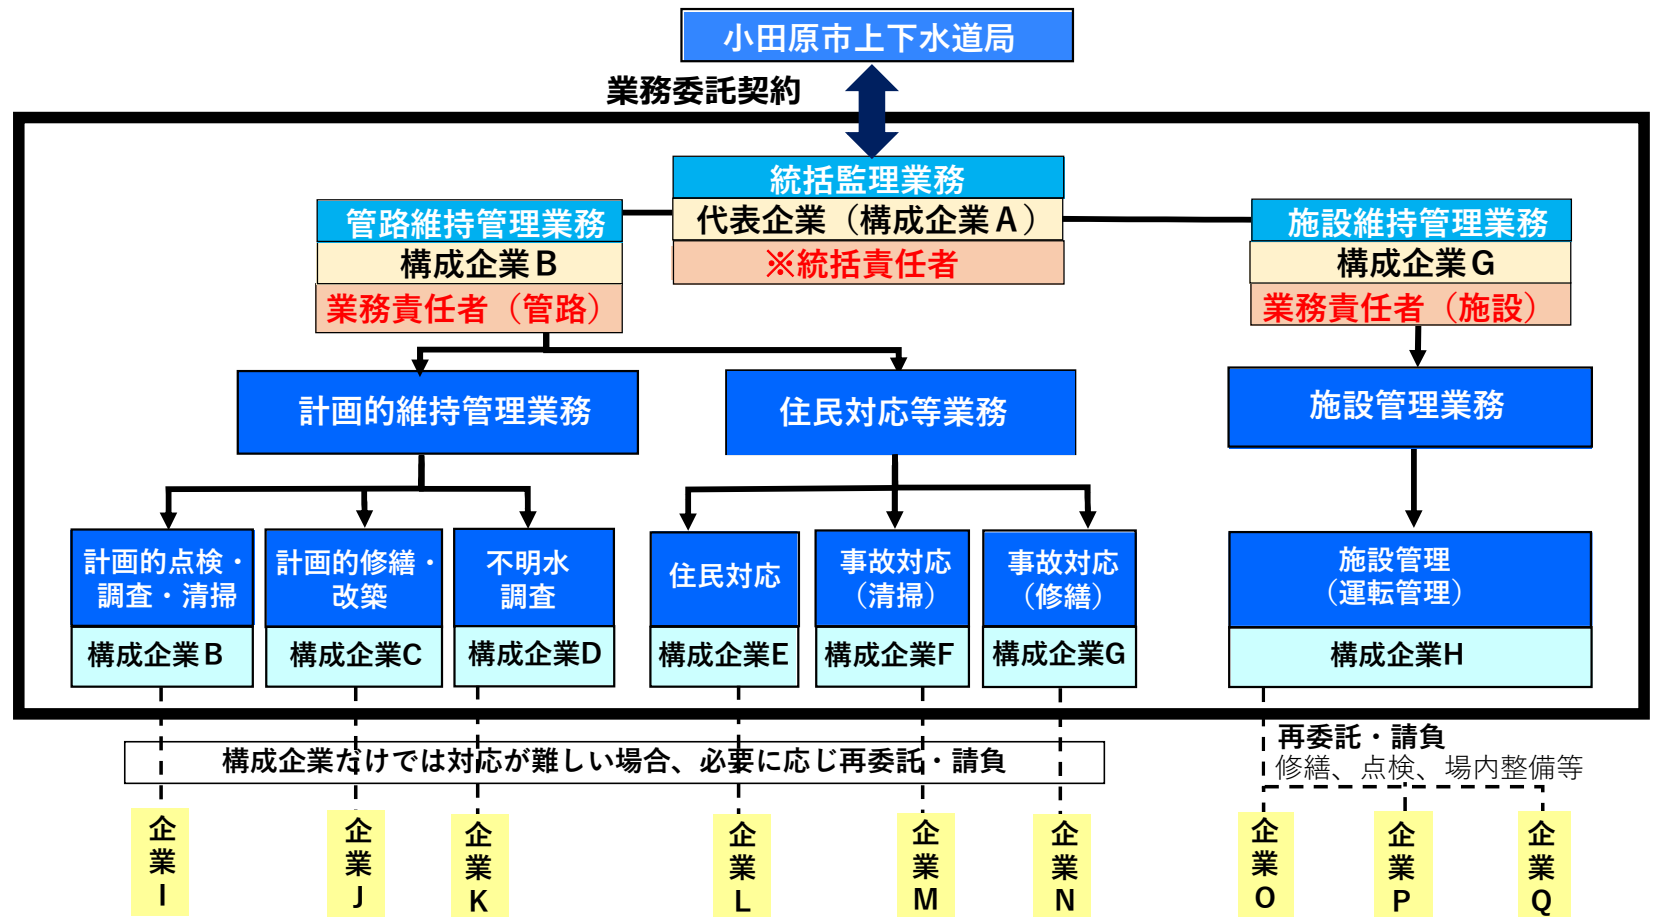 小田原市上下水道局
業務委託契約
統括監理業務
代表企業（構成企業Ａ）
※統括責任者
管路維持管理業務
構成企業Ｂ
業務責任者（管路）
施設維持管理業務
構成企業Ｇ
業務責任者（施設）
計画的維持管理業務
住民対応等業務
施設管理業務
計画的点検・
調査・清掃
構成企業Ｂ
計画的修繕・
改築
構成企業C
不明水
調査
構成企業D
住民対応
構成企業E
事故対応
（清掃）
構成企業F
事故対応
（修繕）
構成企業G
施設管理
（運転管理）
構成企業H
構成企業だけでは対応が難しい場合、必要に応じ再委託・請負
再委託・請負
修繕、点検、場内整備等
企業I
企業J
企業K
企業L
企業M
企業N
企業O
企業P
企業Q